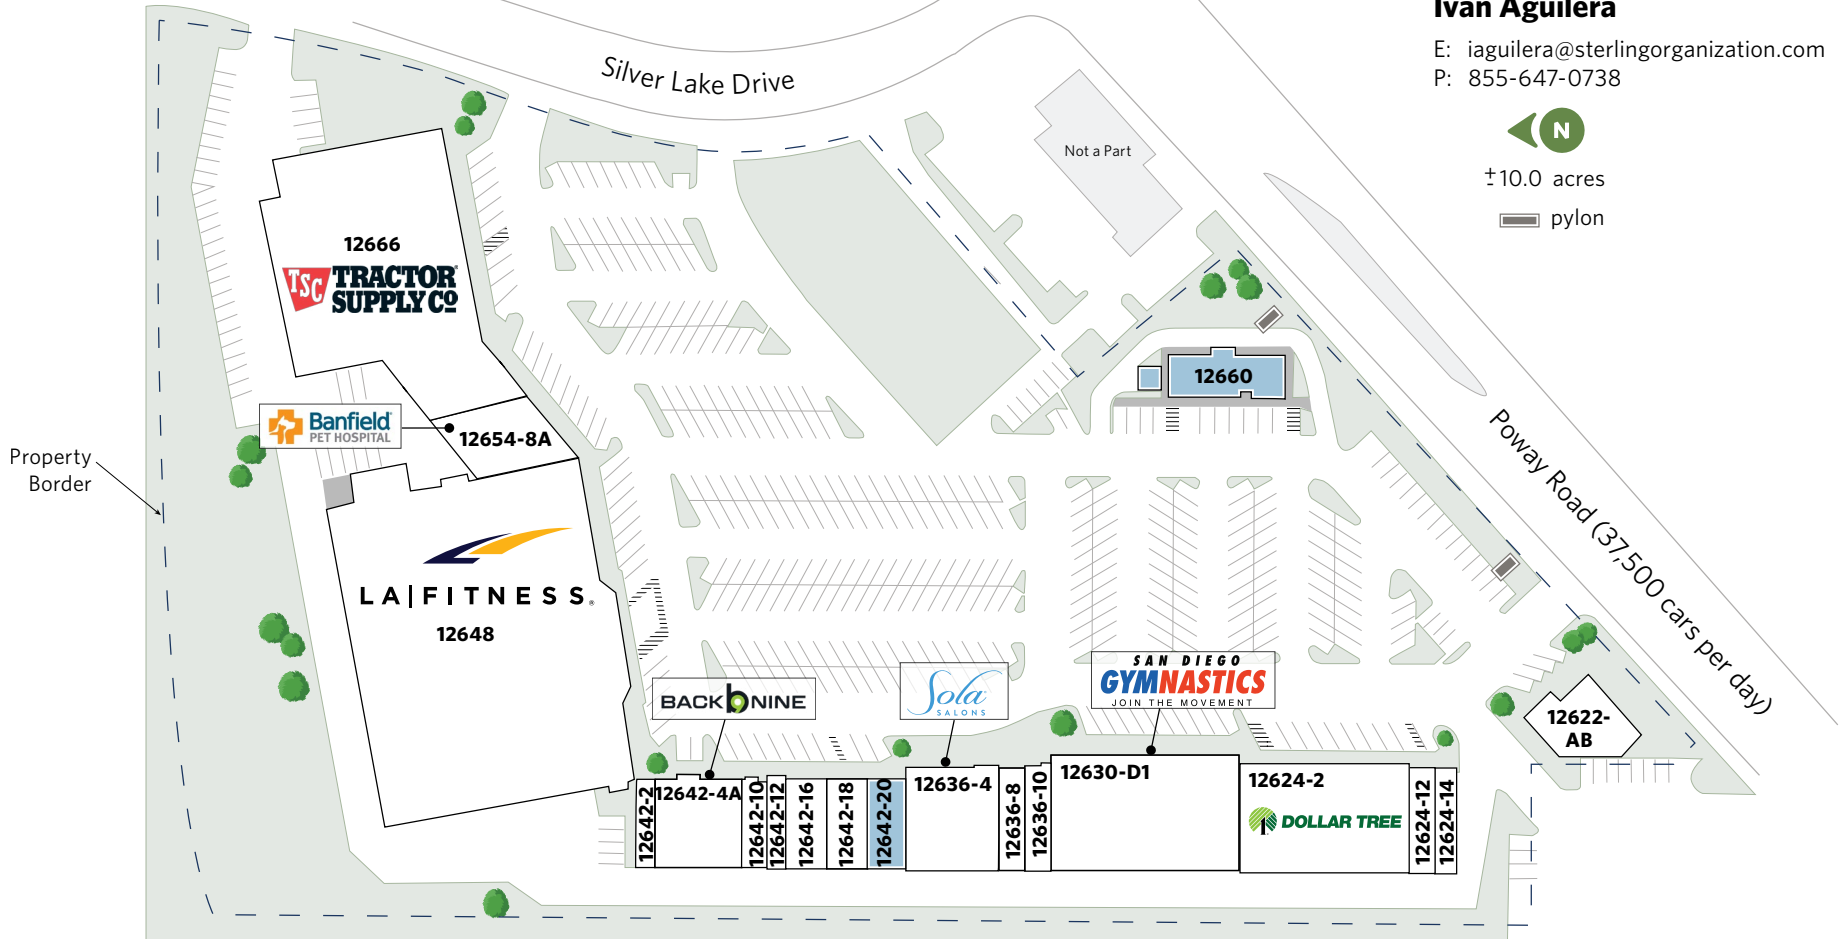 Ivan Aguilera
E: iaguilera@sterlingorganization.com
P: 855-647-0738
N
±10.0 acres
pylon
Silver Lake Drive
Not a Part
12666
TSC TRACTOR
SUPPLY CO
12660
Banfield
PET HOSPITAL
12654-8A
Property
Border
Poway Road (37,500 cars per day)
LA|FITNESS®
12648
BACK b9 NINE
Sola
SALONS
SAN DIEGO
GYMNASTICS
JOIN THE MOVEMENT
12622-
AB
12642-2
12642-4A
12642-10
12642-12
12642-16
12642-18
12642-20
12636-4
12636-8
12636-10
12630-D1
12624-2
DOLLAR TREE
12624-12
12624-14